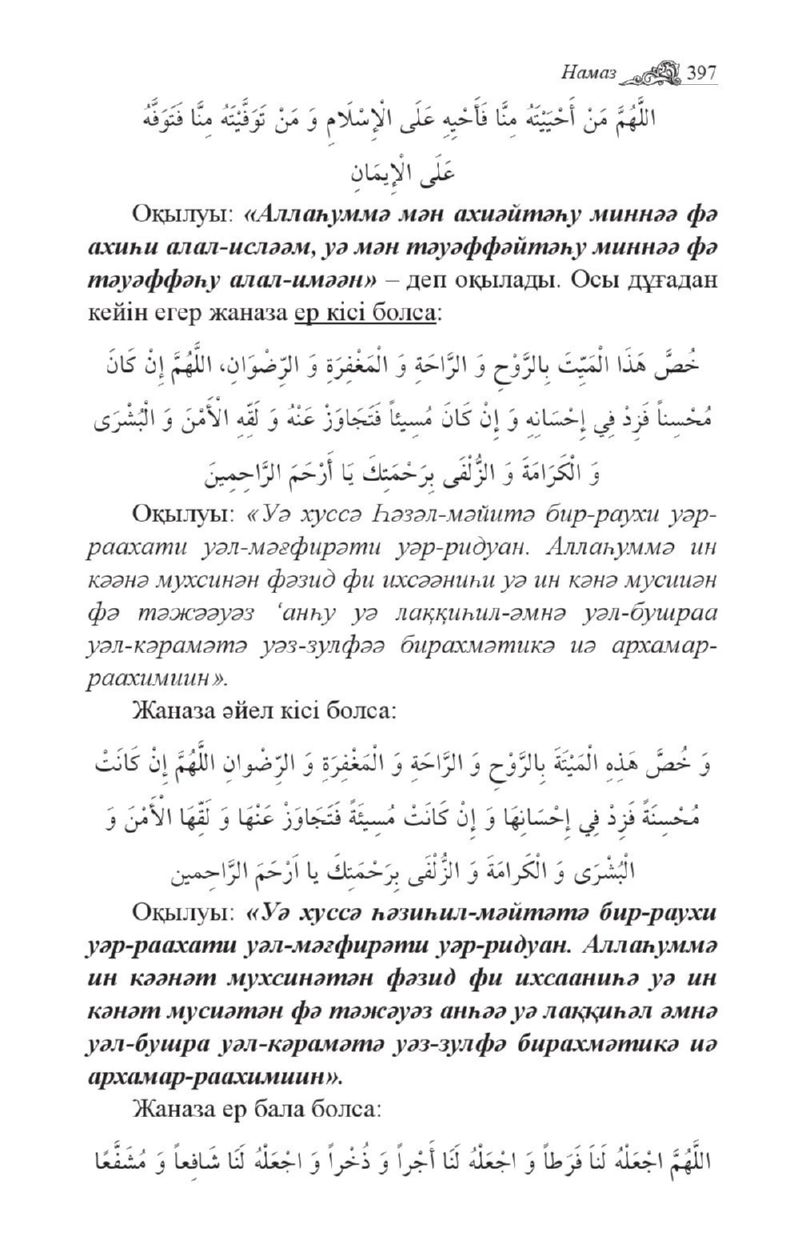 Намаз 397
اللَّهُمَّ مَنْ أَحْيَيْتَهُ مِنَّا فَأَحْيِهِ عَلَى الْإِسْلَامِ وَ مَنْ تَوَفَّيْتَهُ مِنَّا فَتَوَفَّهُ
عَلَى الْإِيمَانِ
Оқылуы: «Аллаһуммә мән ахиәйтәһу миннәә фә
ахиһи алал-исләәм, уә мән тәуәффәйтәһу миннәә фә
тәуәффәһу алал-имәән» – деп оқылады. Осы дұғадан
кейін егер жаназа ер кісі болса:
خُصَّ هَذَا الْمَيِّتَ بِالرَّوْحِ وَ الرَّاحَةِ وَ الْمَغْفِرَةِ وَ الرِّضْوَانِ، اللَّهُمَّ إِنْ كَانَ
مُحْسِناً فَزِدْ فِي إِحْسَانِهِ وَ إِنْ كَانَ مُسِيئاً فَتَجَاوَزْ عَنْهُ وَ لَقِّهِ الْأَمْنَ وَ الْبُشْرَى
وَ الْكَرَامَةَ وَ الزُّلْفَى بِرَحْمَتِكَ يَا أَرْحَمَ الرَّاحِمِينَ
Оқылуы: «Уә хуссә Һәзәл-мәйитә бир-раухи уәр-
раахати уәл-мәғфирәти уәр-ридуан. Аллаһуммә ин
кәәнә мухсинән фәзид фи ихсәәниһи уә ин кәнә мусииән
фә тәжәәуәз ‘анһу уә лаққиһил-әмнә уәл-бушраа
уәл-кәрамәтә уәз-зулфәә бирахмәтикә иә архамар-
раахимиин».
Жаназа әйел кісі болса:
وَ خُصَّ هَذِهِ الْمَيْتَةَ بِالرَّوْحِ وَ الرَّاحَةِ وَ الْمَغْفِرَةِ وَ الرِّضْوانِ اللَّهُمَّ إِنْ كَانَتْ
مُحْسِنَةً فَزِدْ فِي إِحْسَانِهَا وَ إِنْ كَانَتْ مُسِيئَةً فَتَجَاوَزْ عَنْهَا وَ لَقِّهَا الْأَمْنَ وَ
الْبُشْرَى وَ الْكَرامَةَ وَ الزُّلْفَى بِرَحْمَتِكَ يا اَرْحَمَ الرَّاحمين
Оқылуы: «Уә хуссә һәзиһил-мәйтәтә бир-раухи
уәр-раахати уәл-мәғфирәти уәр-ридуан. Аллаһуммә
ин кәәнәт мухсинәтән фәзид фи ихсааниһә уә ин
кәнәт мусиәтән фә тәжәуәз анһәә уә лаққиһәл әмнә
уәл-бушра уәл-кәрамәтә уәз-зулфә бирахмәтикә иә
архамар-раахимиин».
Жаназа ер бала болса:
اللَّهُمَّ اجْعَلْهُ لَناَ فَرَطاً وَ اجْعَلْهُ لَنَا أَجْراً وَ ذُخْراً وَ اجْعَلْهُ لَنَا شَافِعاً وَ مُشَفَّعًا